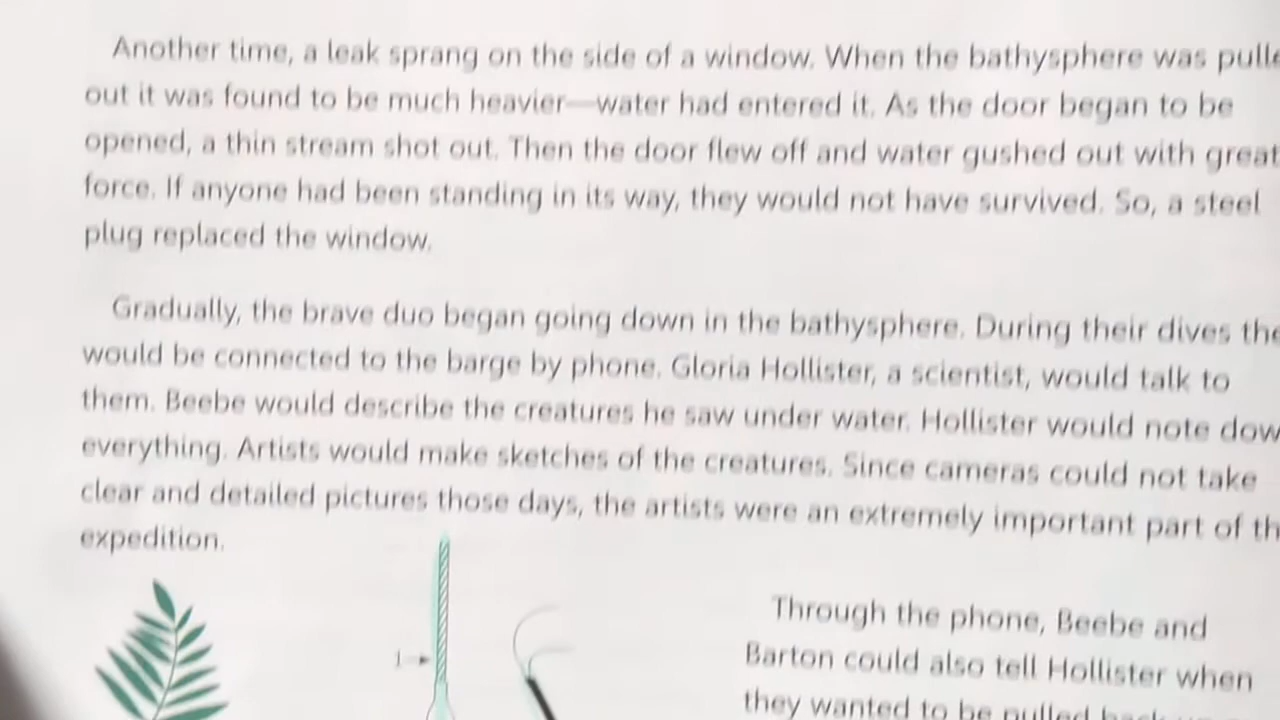 Another time, a leak sprang on the side of a window. When the bathysphere was pulle
out it was found to be much heavier—water had entered it. As the door began to be
opened, a thin stream shot out. Then the door flew off and water gushed out with great
force. If anyone had been standing in its way, they would not have survived. So, a steel
plug replaced the window.
Gradually, the brave duo began going down in the bathysphere. During their dives the
would be connected to the barge by phone. Gloria Hollister, a scientist, would talk to
them. Beebe would describe the creatures he saw under water. Hollister would note dow
everything. Artists would make sketches of the creatures. Since cameras could not take
clear and detailed pictures those days, the artists were an extremely important part of th
expedition.
1
Through the phone, Beebe and
Barton could also tell Hollister when
they wanted to be pulled back